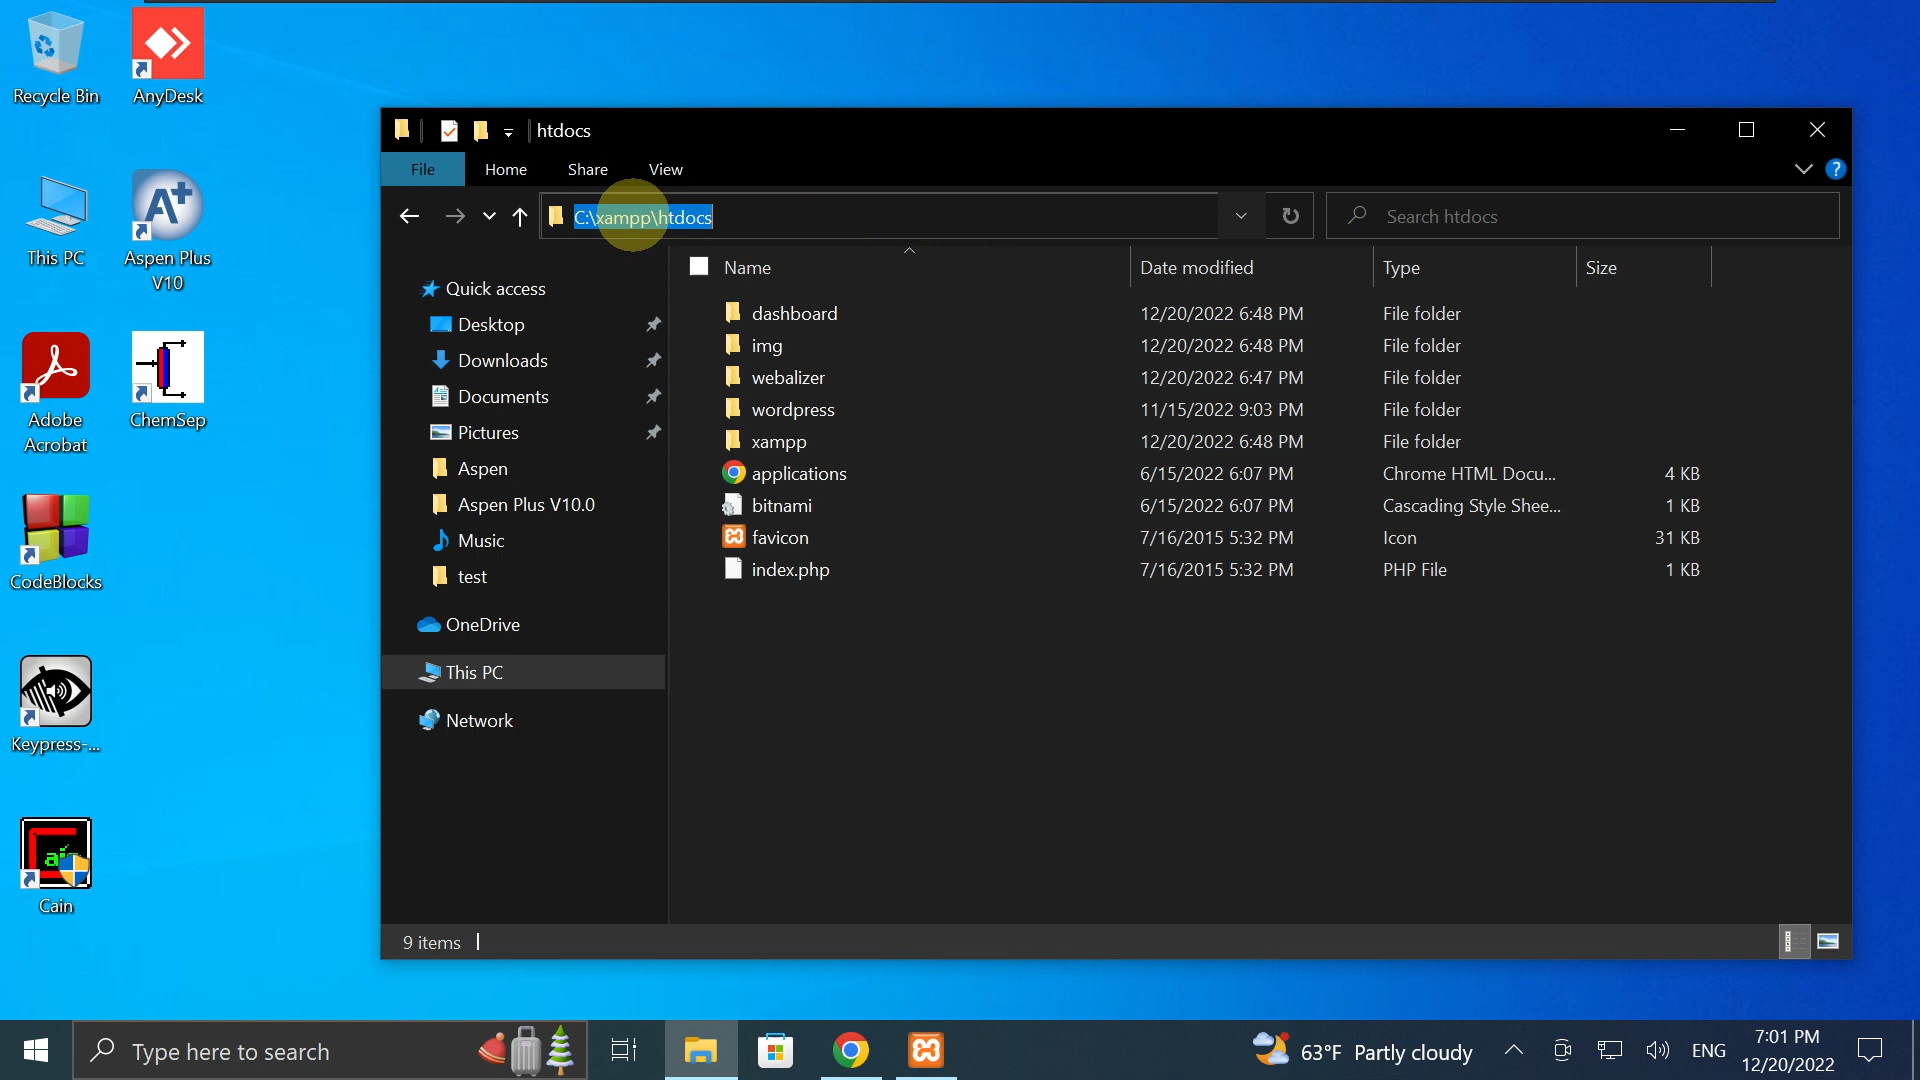 Recycle Bin
AnyDesk
This PC
Aspen Plus
V10
Adobe
Acrobat
ChemSep
CodeBlocks
Keypress-...
Cain
htdocs
File Home Share View
C:\xampp\htdocs
Search htdocs
Name Date modified Type Size
Quick access
Desktop
Downloads
Documents
Pictures
Aspen
Aspen Plus V10.0
Music
test
OneDrive
This PC
Network
dashboard 12/20/2022 6:48 PM File folder
img 12/20/2022 6:48 PM File folder
webalizer 12/20/2022 6:47 PM File folder
wordpress 11/15/2022 9:03 PM File folder
xampp 12/20/2022 6:48 PM File folder
applications 6/15/2022 6:07 PM Chrome HTML Docu... 4 KB
bitnami 6/15/2022 6:07 PM Cascading Style Shee... 1 KB
favicon 7/16/2015 5:32 PM Icon 31 KB
index.php 7/16/2015 5:32 PM PHP File 1 KB
9 items
Type here to search
63°F Partly cloudy
ENG
7:01 PM
12/20/2022